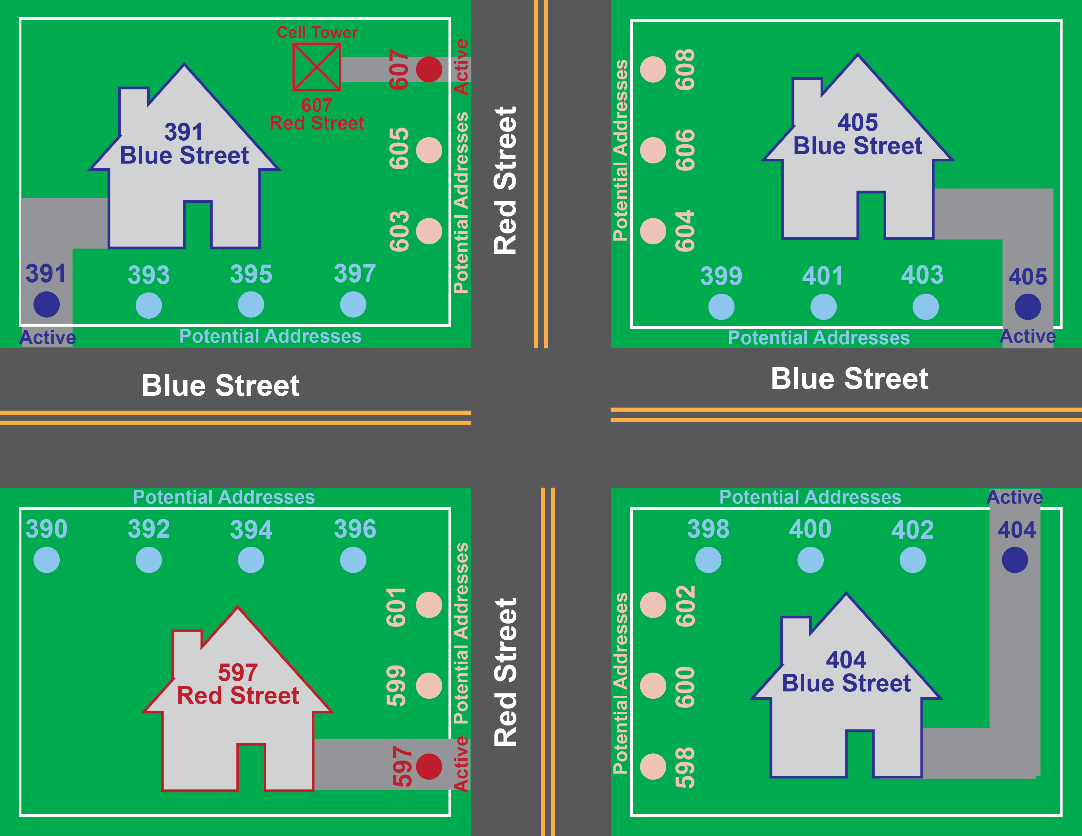 Cell Tower
607
Red Street
607
Active
605
603
Potential Addresses
391
Blue Street
391
393
395
397
Active
Potential Addresses
Red Street
608
606
604
Potential Addresses
405
Blue Street
399
401
403
405
Potential Addresses
Active
Blue Street
Blue Street
Potential Addresses
390
392
394
396
601
599
Potential Addresses
597
Red Street
597
Active
Red Street
Potential Addresses
Active
398
400
402
404
602
600
598
Potential Addresses
404
Blue Street